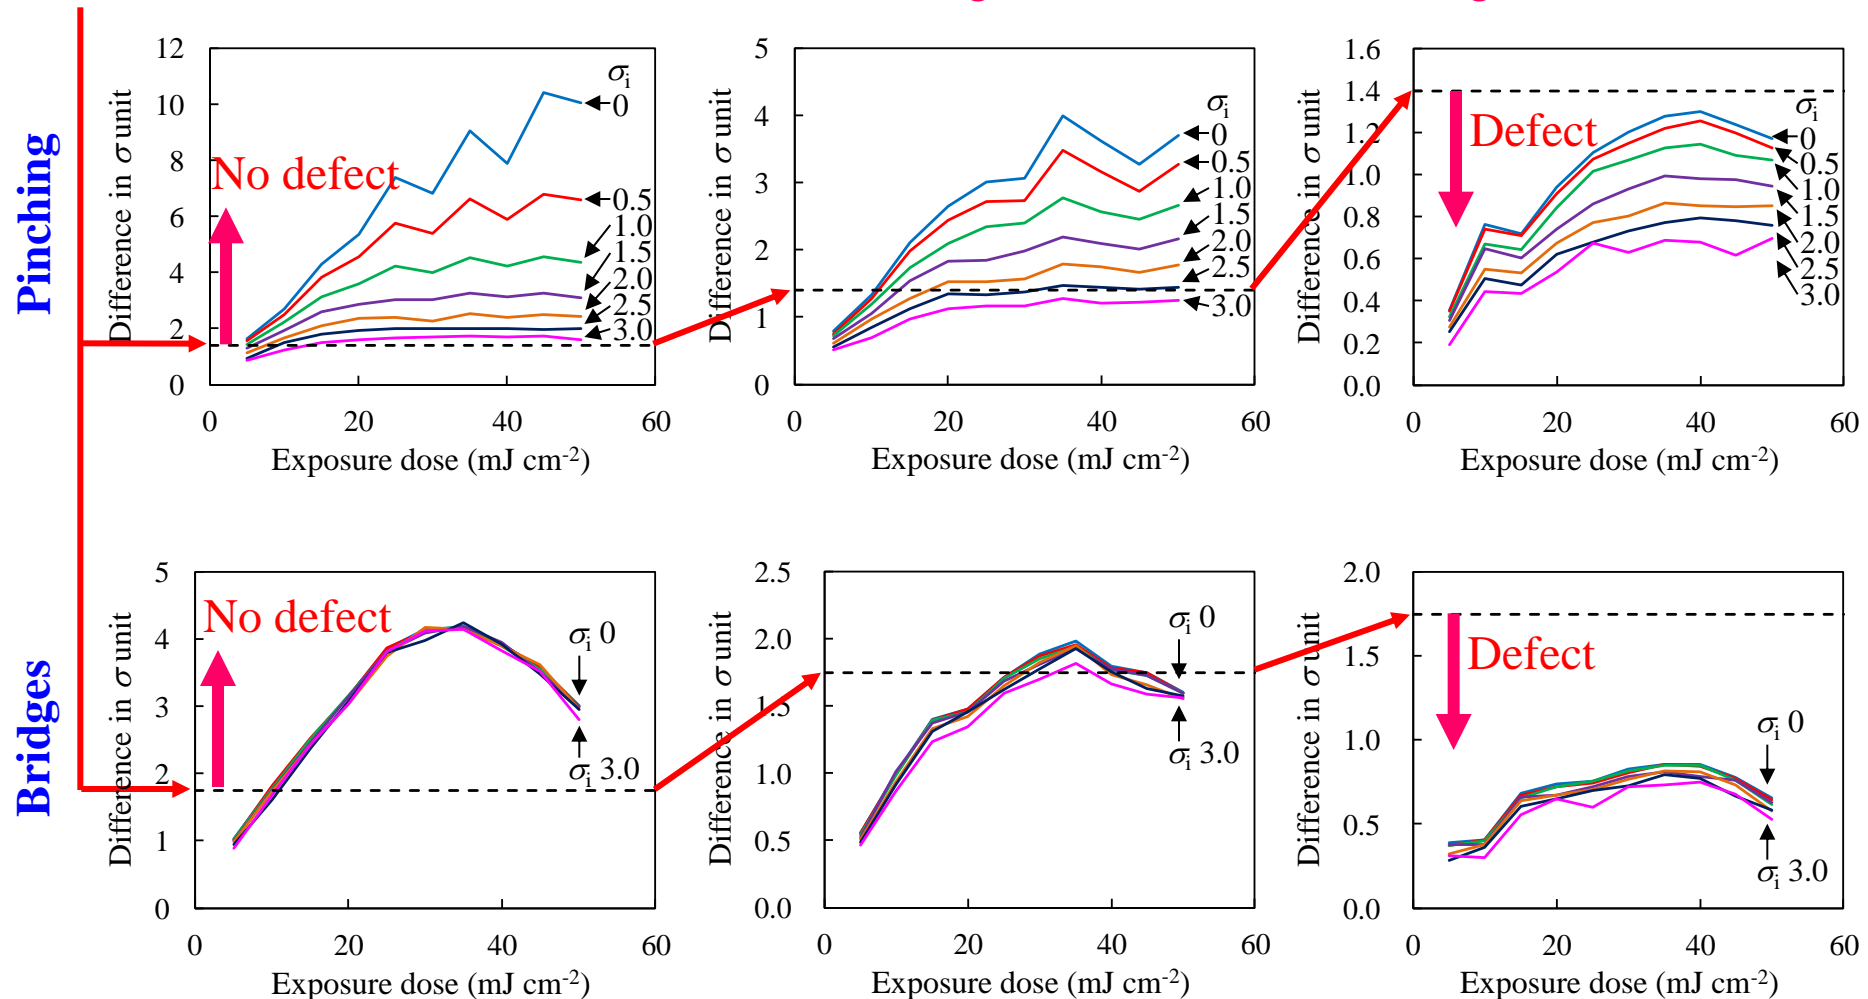 g g
Pinching
Difference in σ unit
12
10
8
6
4
2
0
0 20 40 60
Exposure dose (mJ cm-2)
No defect
σi
0
0.5
1.0
1.5
2.0
2.5
3.0
Difference in σ unit
5
4
3
2
1
0
0 20 40 60
Exposure dose (mJ cm-2)
σi
0
0.5
1.0
1.5
2.0
2.5
3.0
Difference in σ unit
1.6
1.4
1.2
1.0
0.8
0.6
0.4
0.2
0.0
0 20 40 60
Exposure dose (mJ cm-2)
Defect
σi
0
0.5
1.0
1.5
2.0
2.5
3.0
Bridges
Difference in σ unit
5
4
3
2
1
0
0 20 40 60
Exposure dose (mJ cm-2)
No defect
σi 0
σi 3.0
Difference in σ unit
2.5
2.0
1.5
1.0
0.5
0.0
0 20 40 60
Exposure dose (mJ cm-2)
σi 0
σi 3.0
Difference in σ unit
2.0
1.5
1.0
0.5
0.0
0 20 40 60
Exposure dose (mJ cm-2)
Defect
σi 0
σi 3.0